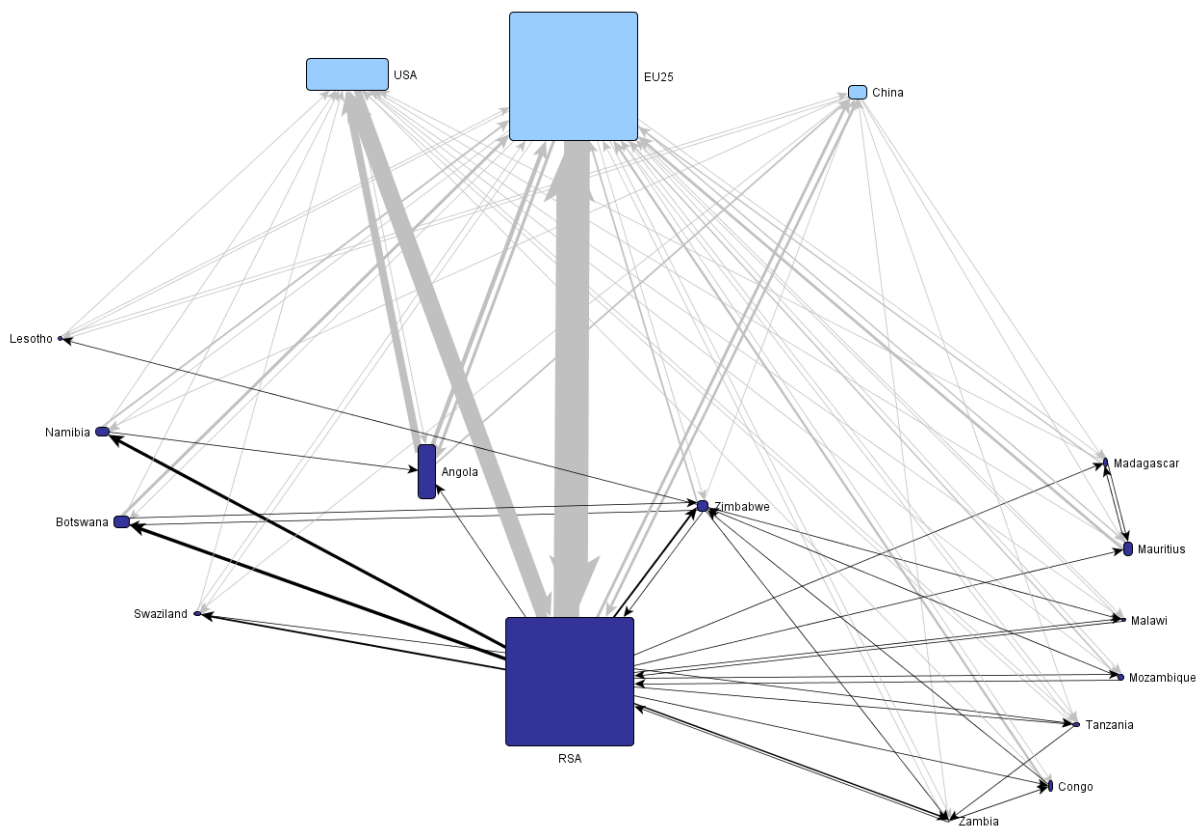 USA
EU25
China
Lesotho
Namibia
Angola
Madagascar
Zimbabwe
Botswana
Mauritius
Swaziland
Malawi
Mozambique
Tanzania
RSA
Congo
Zambia